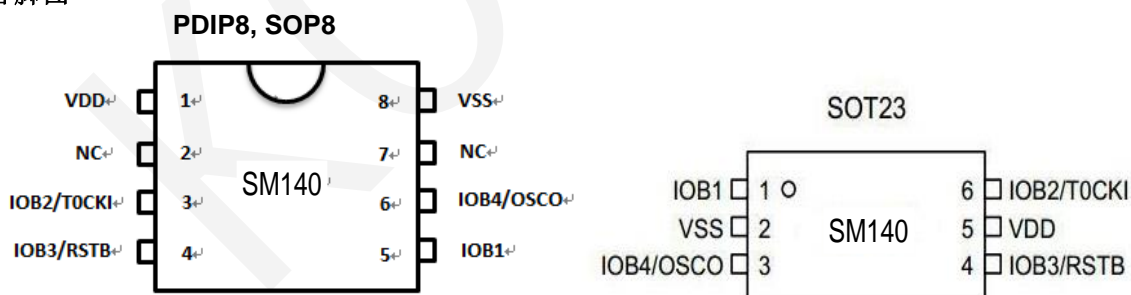 PDIP8, SOP8
VDD 1 8 VSS
NC 2 7 NC
SM140
IOB2/T0CKI 3 6 IOB4/OSCO
IOB3/RSTB 4 5 IOB1
SOT23
IOB1 1 6 IOB2/T0CKI
VSS 2 SM140 5 VDD
IOB4/OSCO 3 4 IOB3/RSTB